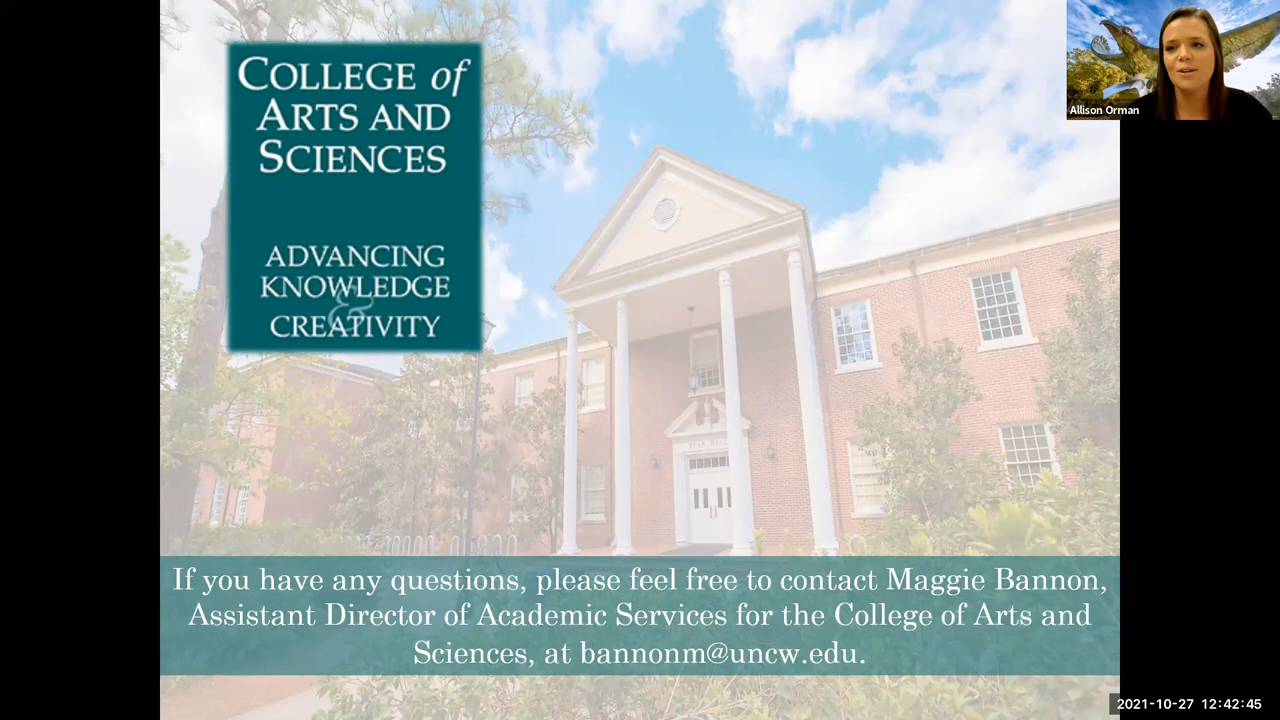 COLLEGE of
ARTS AND
SCIENCES
ADVANCING
KNOWLEDGE
&
CREATIVITY
Allison Orman
If you have any questions, please feel free to contact Maggie Bannon,
Assistant Director of Academic Services for the College of Arts and
Sciences, at bannonm@uncw.edu.
2021-10-27 12:42:45